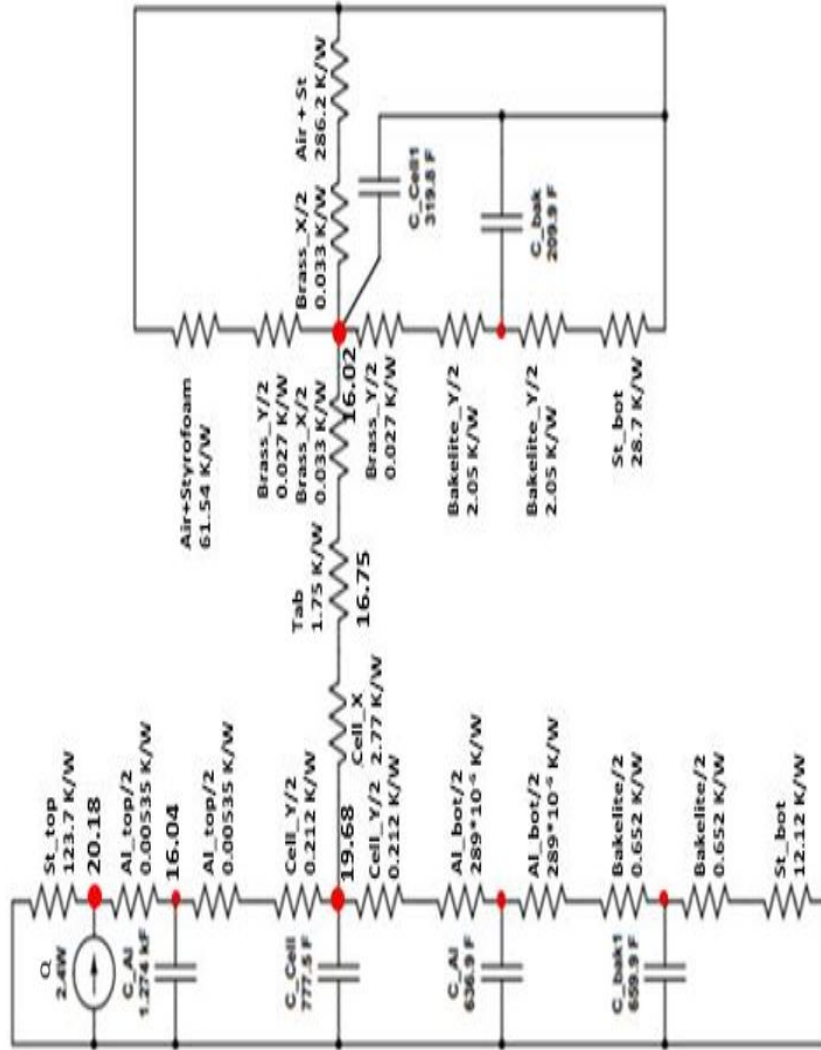 C_bak1
659.9 F
C_Al
636.9 F
C_Cell
777.5 F
C_Al
1.274 kF
Q
2.4W
St_bot
12.12 K/W
Bakelite/2
0.652 K/W
Bakelite/2
0.652 K/W
Al_bot/2
289*10⁻⁶ K/W
Al_bot/2
289*10⁻⁶ K/W
Cell_Y/2
0.212 K/W
19.68
Cell_Y/2
0.212 K/W
Al_top/2
0.00535 K/W
16.04
Al_top/2
0.00535 K/W
20.18
St_top
123.7 K/W
Cell_X
2.77 K/W
Tab
1.75 K/W
16.75
Brass_X/2
0.033 K/W
16.02
St_bot
28.7 K/W
Bakelite_Y/2
2.05 K/W
Bakelite_Y/2
2.05 K/W
Brass_Y/2
0.027 K/W
Brass_Y/2
0.027 K/W
Air+Styrofoam
61.54 K/W
C_bak
209.9 F
C_Cell1
Brass_X/2
0.033 K/W
Air + St
286.2 K/W